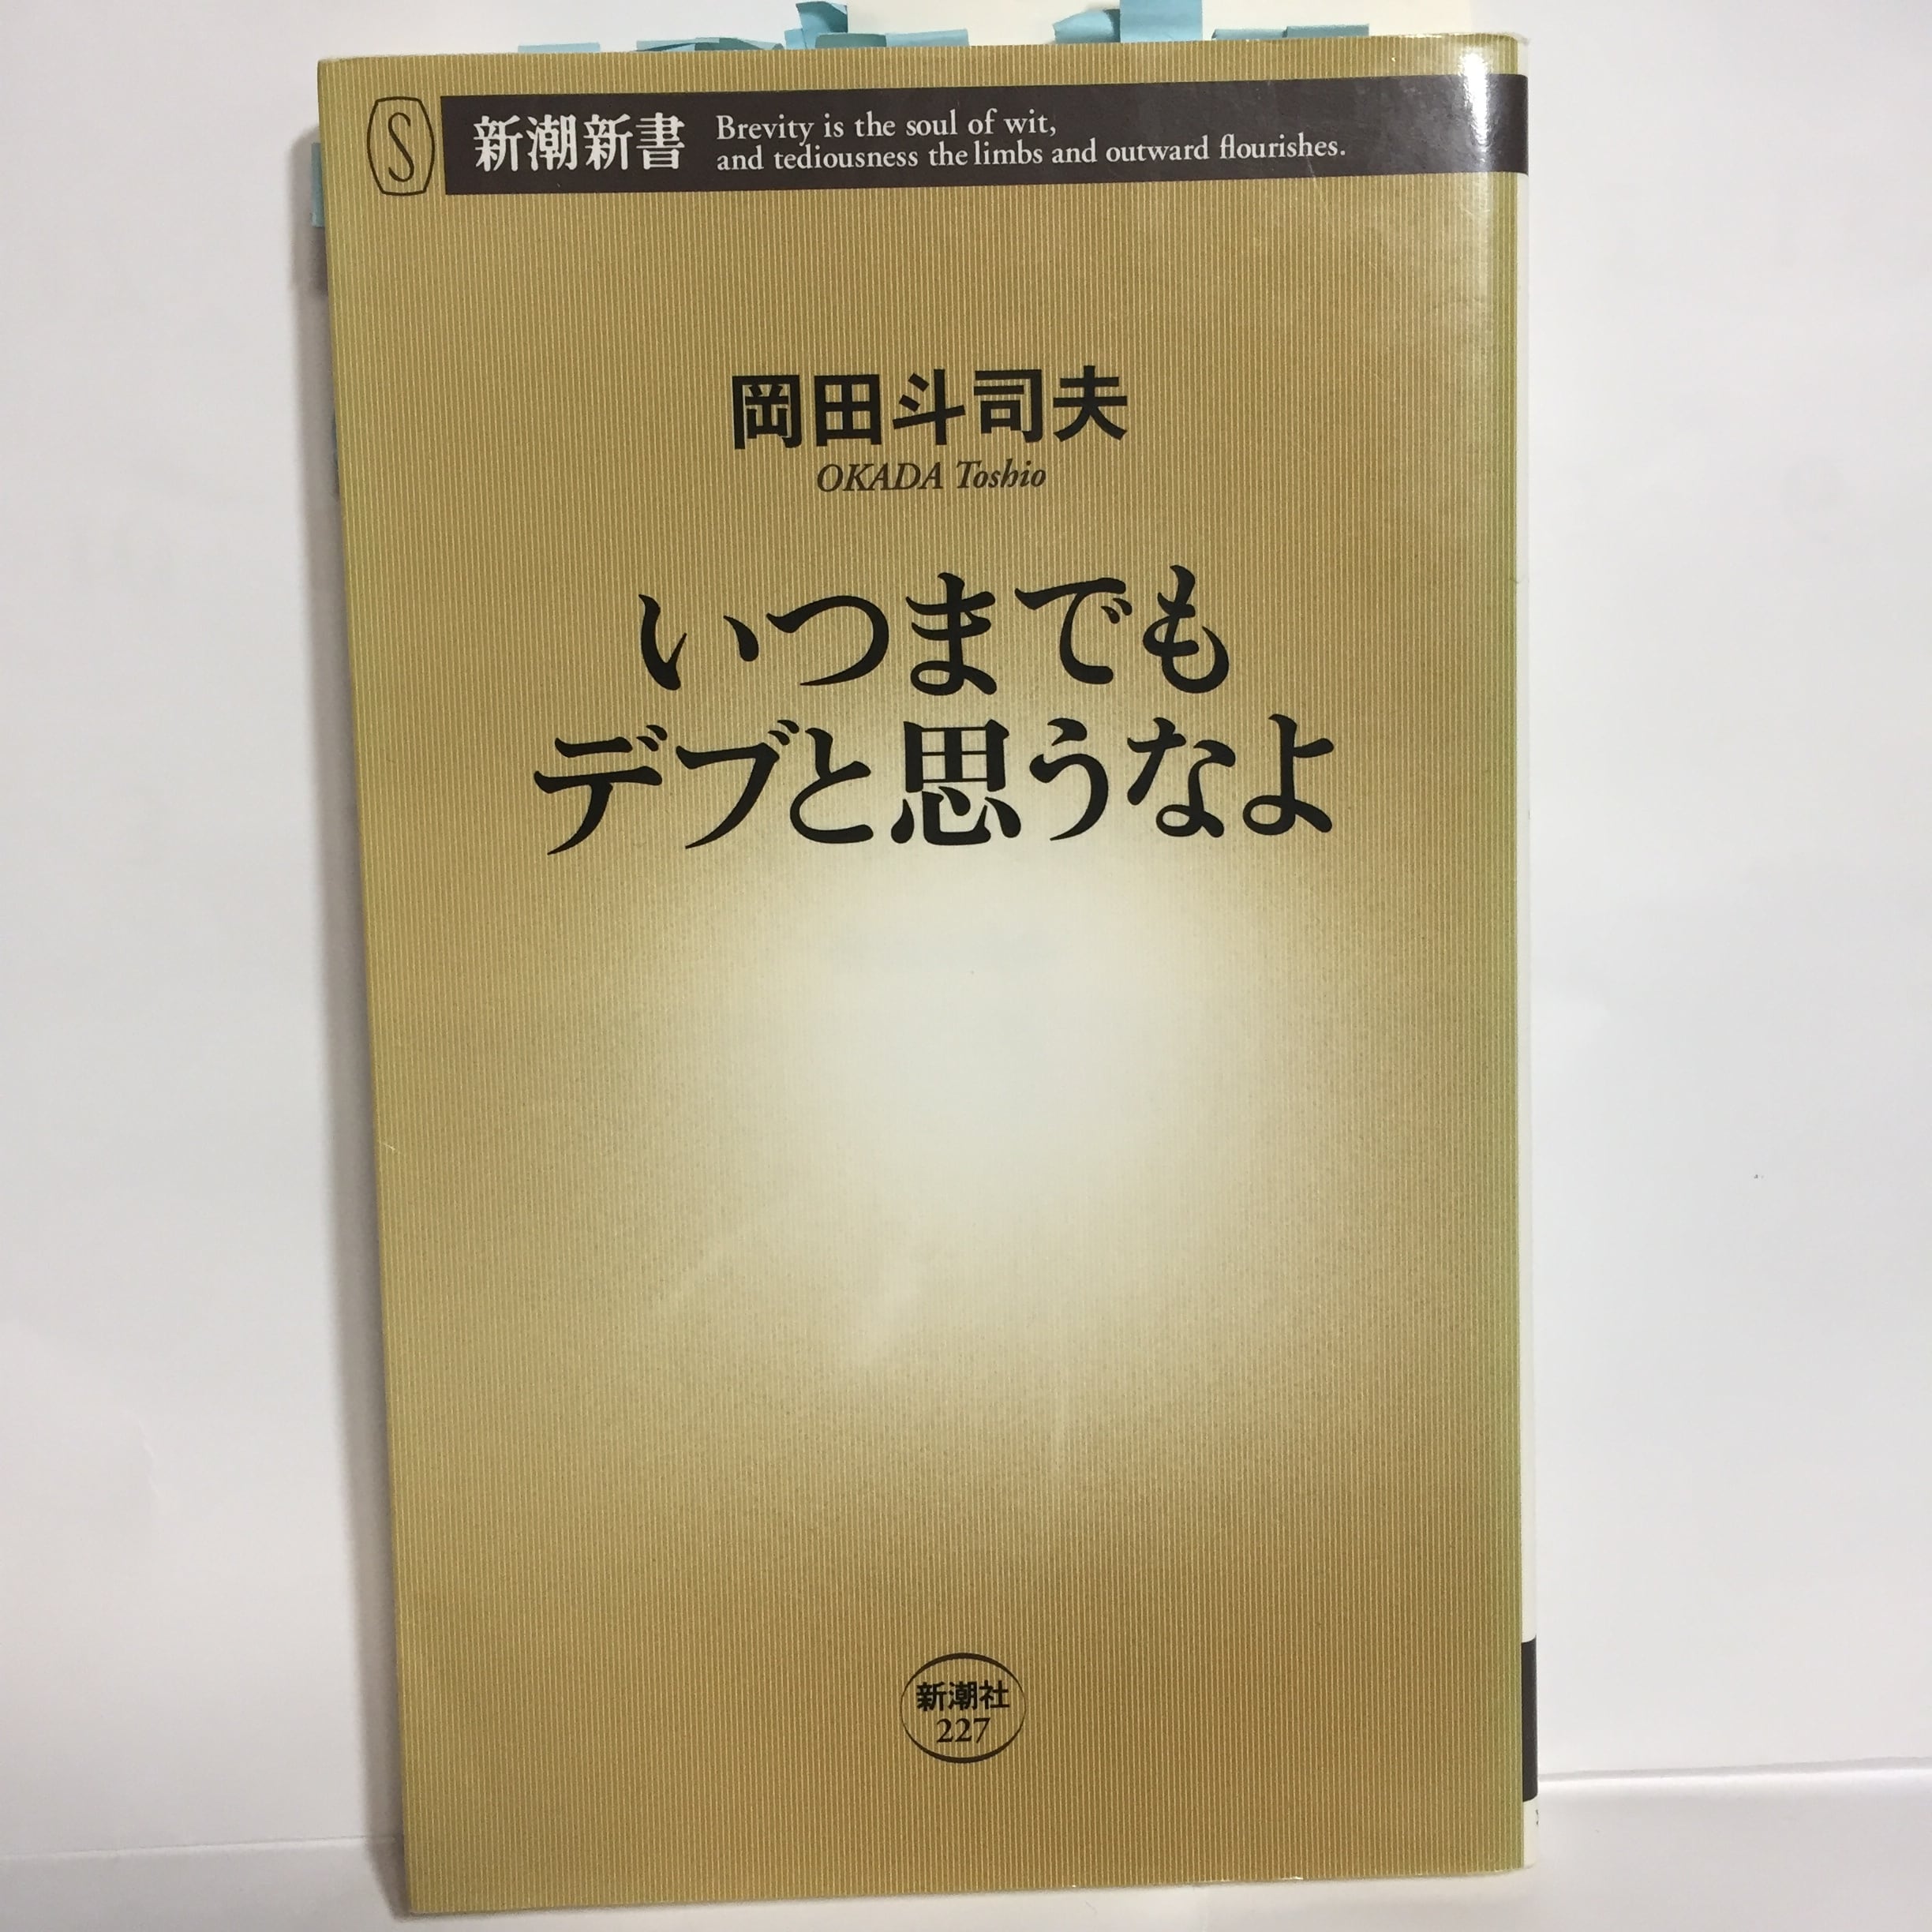 S
新潮新書
Brevity is the soul of wit,
and tediousness the limbs and outward flourishes.
岡田斗司夫
OKADA Toshio
いつまでも
デブと思うなよ
新潮社
227